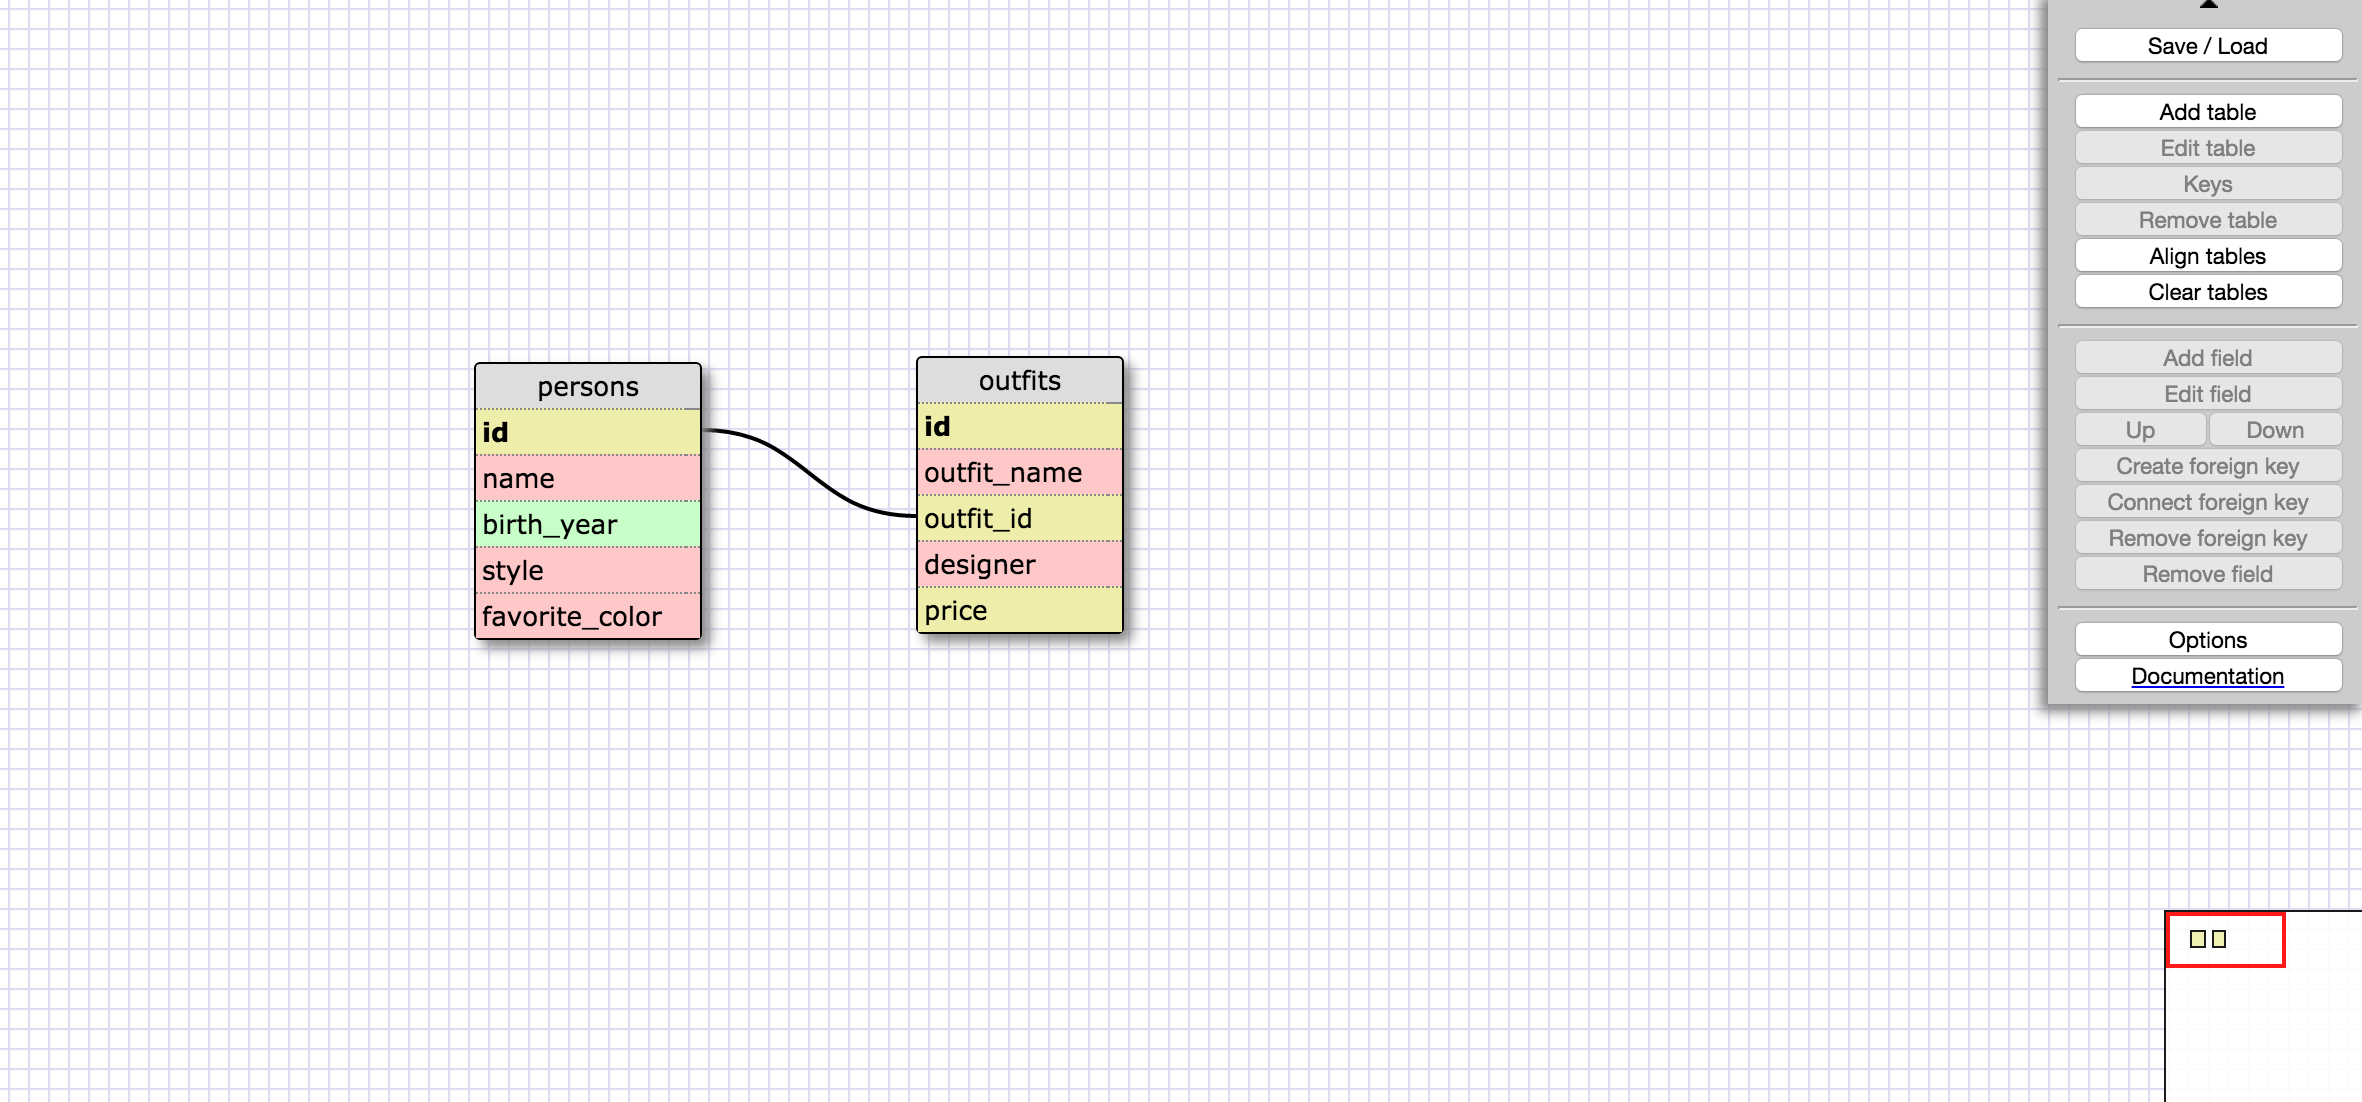 persons
id
name
birth_year
style
favorite_color
outfits
id
outfit_name
outfit_id
designer
price
Save / Load
Add table
Edit table
Keys
Remove table
Align tables
Clear tables
Add field
Edit field
Up Down
Create foreign key
Connect foreign key
Remove foreign key
Remove field
Options
Documentation